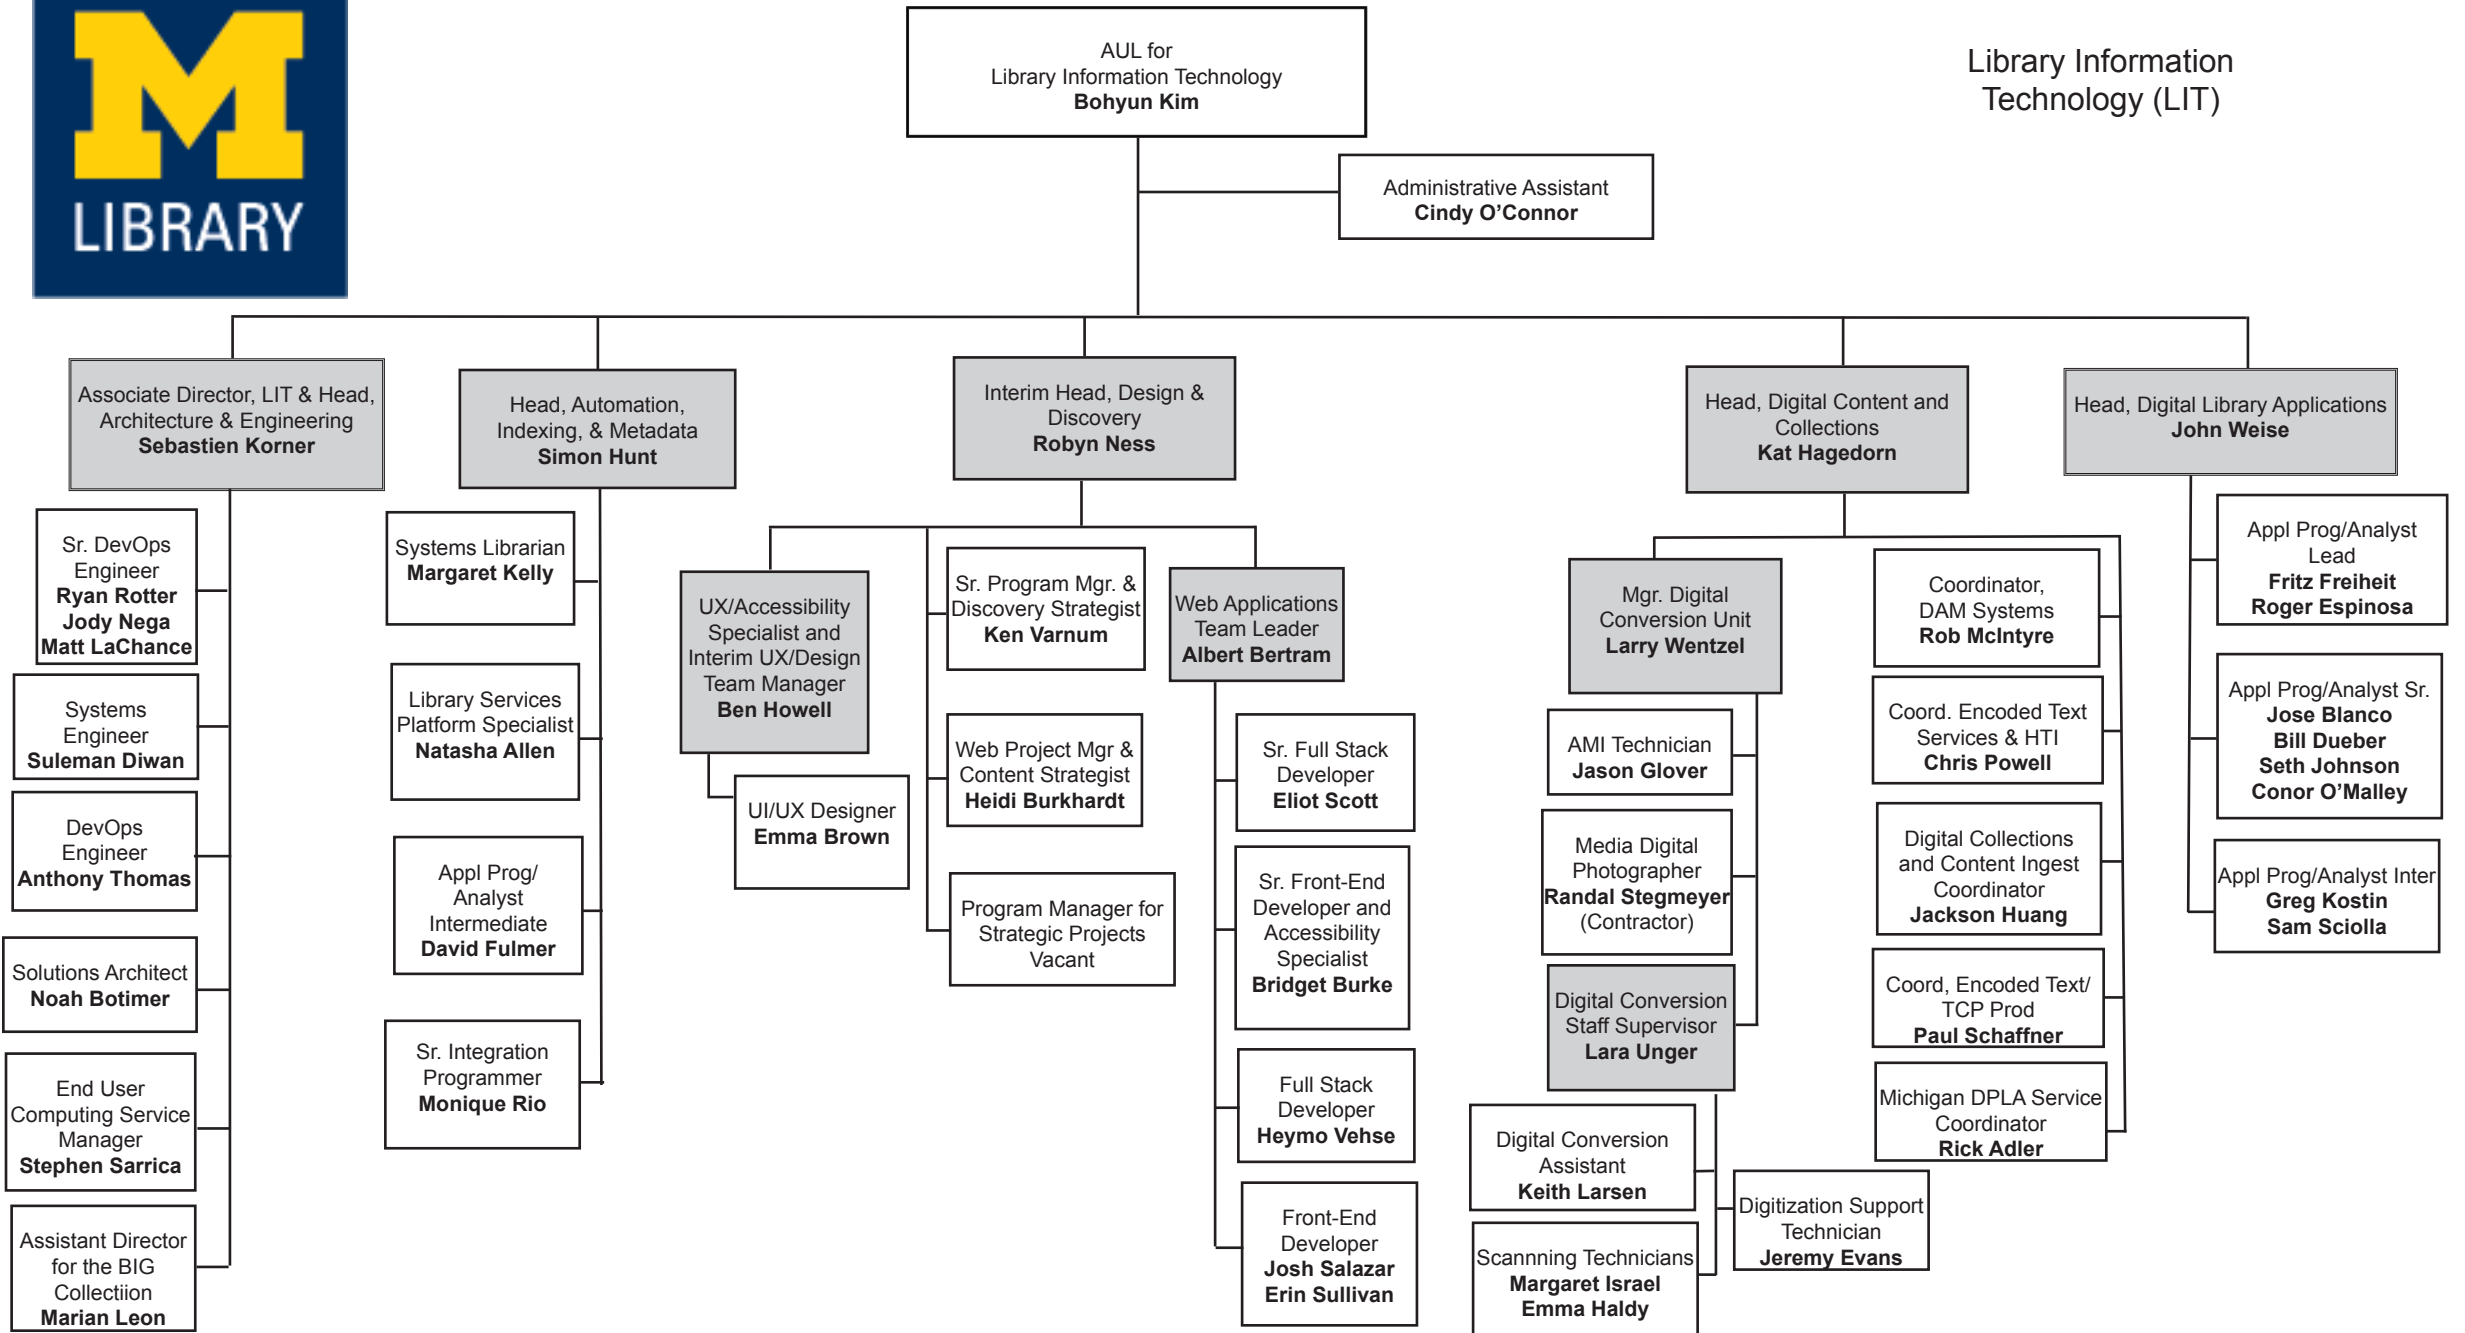 M
LIBRARY
AUL for
Library Information Technology
Bohyun Kim
Library Information
Technology (LIT)
Administrative Assistant
Cindy O’Connor
Associate Director, LIT & Head,
Architecture & Engineering
Sebastien Korner
Head, Automation,
Indexing, & Metadata
Simon Hunt
Interim Head, Design &
Discovery
Robyn Ness
Head, Digital Content and
Collections
Kat Hagedorn
Head, Digital Library Applications
John Weise
Sr. DevOps
Engineer
Ryan Rotter
Jody Nega
Matt LaChance
Systems
Engineer
Suleman Diwan
DevOps
Engineer
Anthony Thomas
Solutions Architect
Noah Botimer
End User
Computing Service
Manager
Stephen Sarrica
Assistant Director
for the BIG
Collectiion
Marian Leon
Systems Librarian
Margaret Kelly
Library Services
Platform Specialist
Natasha Allen
Appl Prog/
Analyst
Intermediate
David Fulmer
Sr. Integration
Programmer
Monique Rio
UX/Accessibility
Specialist and
Interim UX/Design
Team Manager
Ben Howell
UI/UX Designer
Emma Brown
Sr. Program Mgr. &
Discovery Strategist
Ken Varnum
Web Project Mgr &
Content Strategist
Heidi Burkhardt
Program Manager for
Strategic Projects
Vacant
Web Applications
Team Leader
Albert Bertram
Sr. Full Stack
Developer
Eliot Scott
Sr. Front-End
Developer and
Accessibility
Specialist
Bridget Burke
Full Stack
Developer
Heymo Vehse
Front-End
Developer
Josh Salazar
Erin Sullivan
Mgr. Digital
Conversion Unit
Larry Wentzel
AMI Technician
Jason Glover
Media Digital
Photographer
Randal Stegmeyer
(Contractor)
Digital Conversion
Staff Supervisor
Lara Unger
Digital Conversion
Assistant
Keith Larsen
Scannning Technicians
Margaret Israel
Emma Haldy
Digitization Support
Technician
Jeremy Evans
Coordinator,
DAM Systems
Rob McIntyre
Coord. Encoded Text
Services & HTI
Chris Powell
Digital Collections
and Content Ingest
Coordinator
Jackson Huang
Coord, Encoded Text/
TCP Prod
Paul Schaffner
Michigan DPLA Service
Coordinator
Rick Adler
Appl Prog/Analyst
Lead
Fritz Freiheit
Roger Espinosa
Appl Prog/Analyst Sr.
Jose Blanco
Bill Dueber
Seth Johnson
Conor O’Malley
Appl Prog/Analyst Inter
Greg Kostin
Sam Sciolla